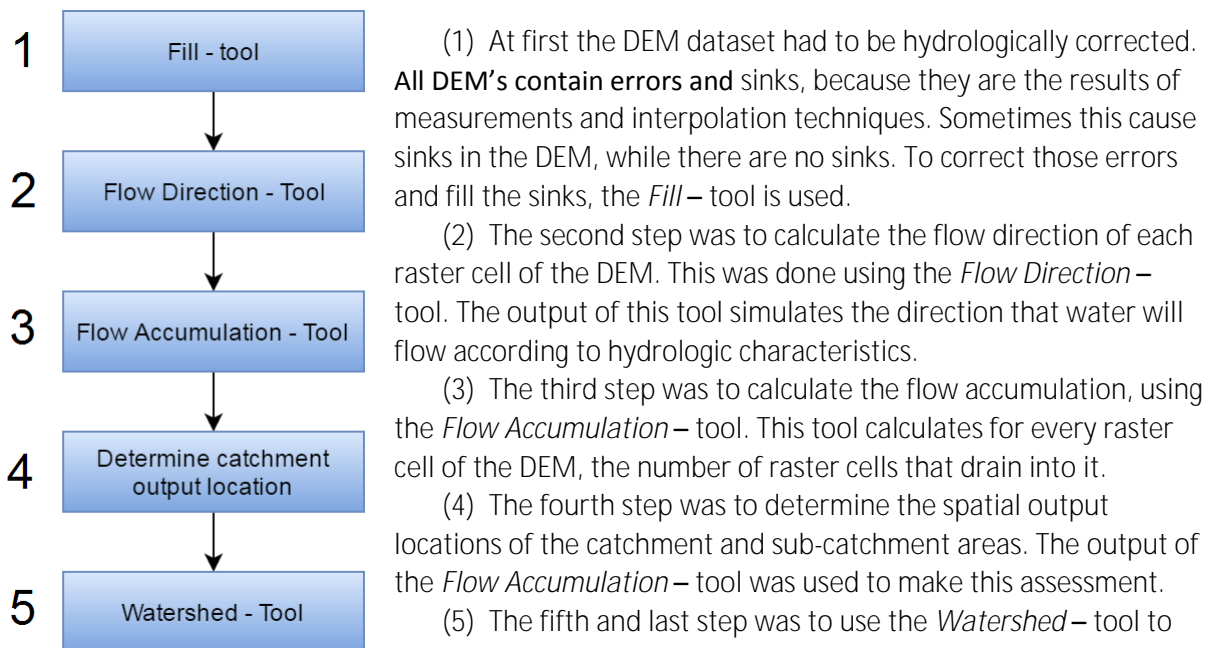 1
Fill - tool
2
Flow Direction - Tool
3
Flow Accumulation - Tool
4
Determine catchment
output location
5
Watershed - Tool
(1) At first the DEM dataset had to be hydrologically corrected.
All DEM's contain errors and sinks, because they are the results of
measurements and interpolation techniques. Sometimes this cause
sinks in the DEM, while there are no sinks. To correct those errors
and fill the sinks, the Fill – tool is used.
(2) The second step was to calculate the flow direction of each
raster cell of the DEM. This was done using the Flow Direction –
tool. The output of this tool simulates the direction that water will
flow according to hydrologic characteristics.
(3) The third step was to calculate the flow accumulation, using
the Flow Accumulation – tool. This tool calculates for every raster
cell of the DEM, the number of raster cells that drain into it.
(4) The fourth step was to determine the spatial output
locations of the catchment and sub-catchment areas. The output of
the Flow Accumulation – tool was used to make this assessment.
(5) The fifth and last step was to use the Watershed – tool to